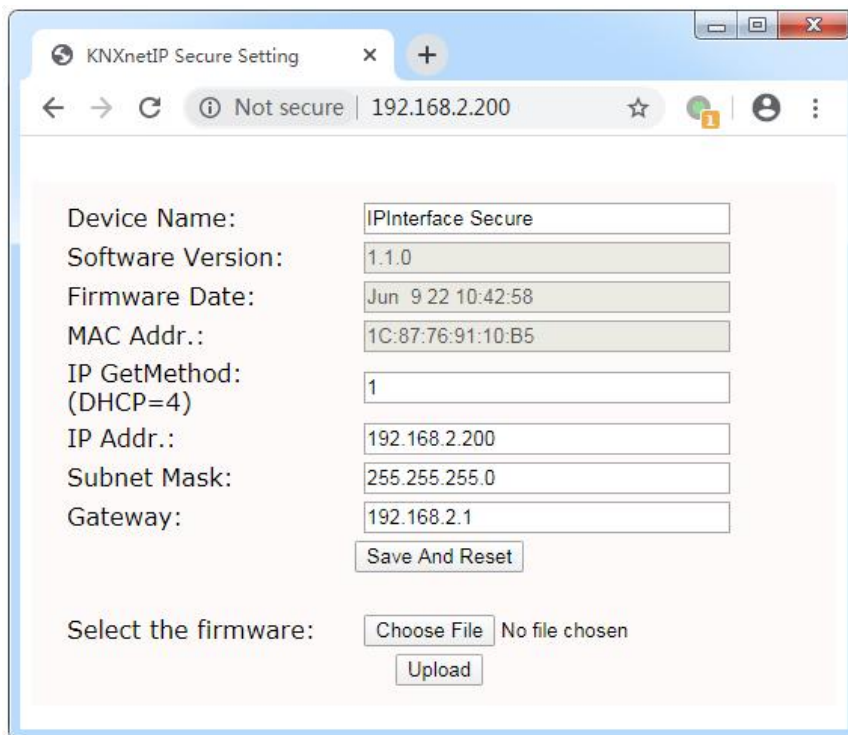 KNXnetIP Secure Setting
Not secure 192.168.2.200
1
Device Name: IPInterface Secure
Software Version: 1.1.0
Firmware Date: Jun 9 22 10:42:58
MAC Addr.: 1C:87:76:91:10:B5
IP GetMethod:
(DHCP=4) 1
IP Addr.: 192.168.2.200
Subnet Mask: 255.255.255.0
Gateway: 192.168.2.1
Save And Reset
Select the firmware: Choose File No file chosen
Upload